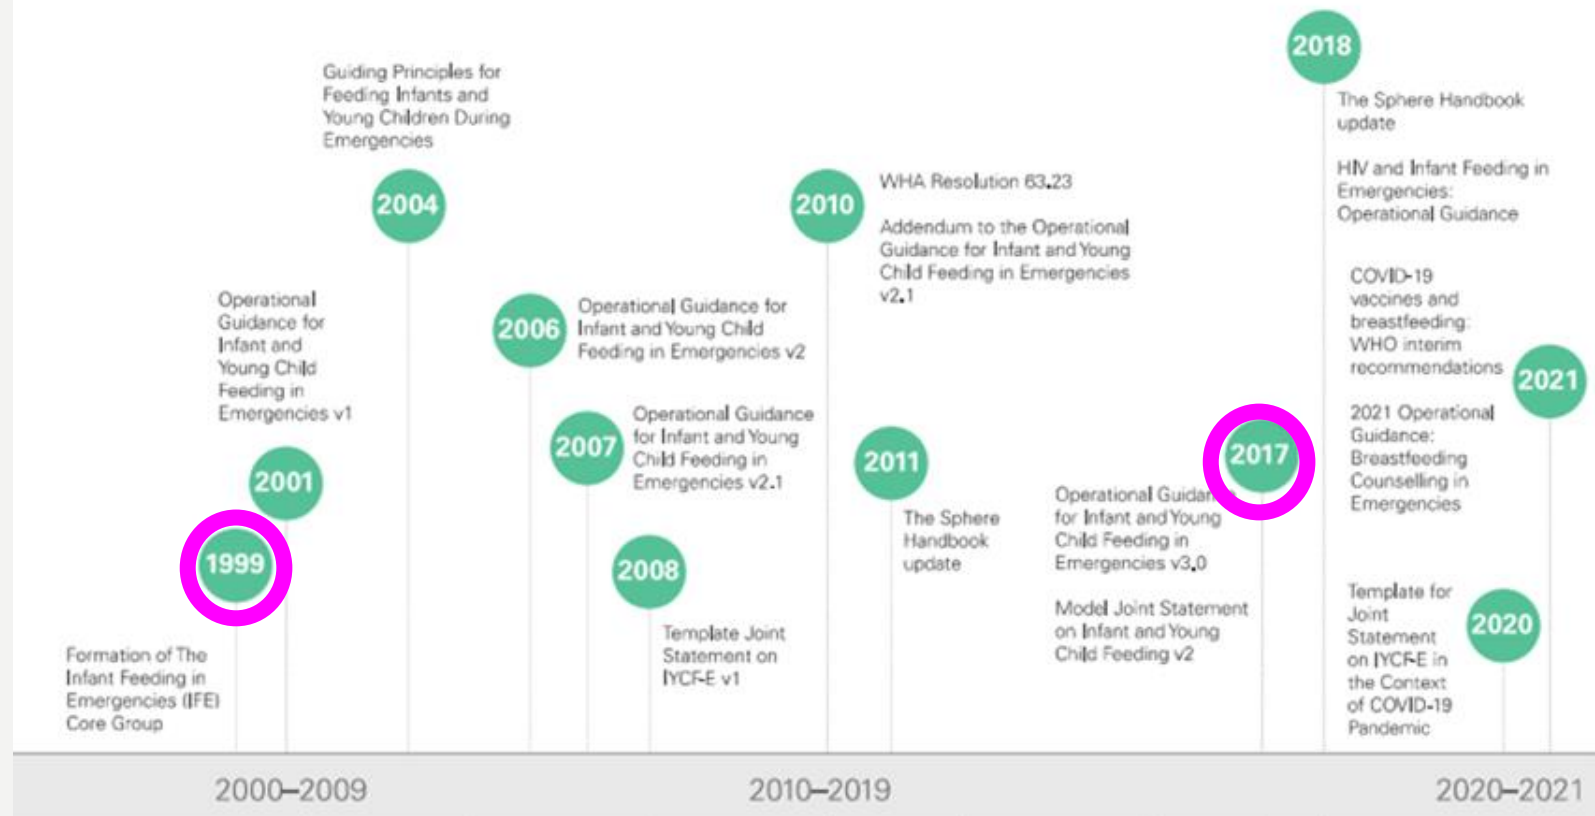 1999
Formation of The
Infant Feeding in
Emergencies (IFE)
Core Group
2001
Operational
Guidance for
Infant and
Young Child
Feeding in
Emergencies v1
2004
Guiding Principles for
Feeding Infants and
Young Children During
Emergencies
2006
Operational Guidance for
Infant and Young Child
Feeding in Emergencies v2
2007
Operational Guidance
for Infant and Young
Child Feeding in
Emergencies v2.1
2008
Template Joint
Statement on
IYCF-E v1
2010
WHA Resolution 63.23
Addendum to the Operational
Guidance for Infant and Young
Child Feeding in Emergencies
v2.1
2011
The Sphere
Handbook
update
2017
Operational Guidance
for Infant and Young
Child Feeding in
Emergencies v3.0
Model Joint Statement
on Infant and Young
Child Feeding v2
2018
The Sphere Handbook
update
HIV and Infant Feeding in
Emergencies:
Operational Guidance
2021
COVID-19
vaccines and
breastfeeding:
WHO interim
recommendations
2021 Operational
Guidance:
Breastfeeding
Counselling in
Emergencies
2020
Template for
Joint
Statement
on IYCF-E in
the Context
of COVID-19
Pandemic
2000–2009
2010–2019
2020–2021